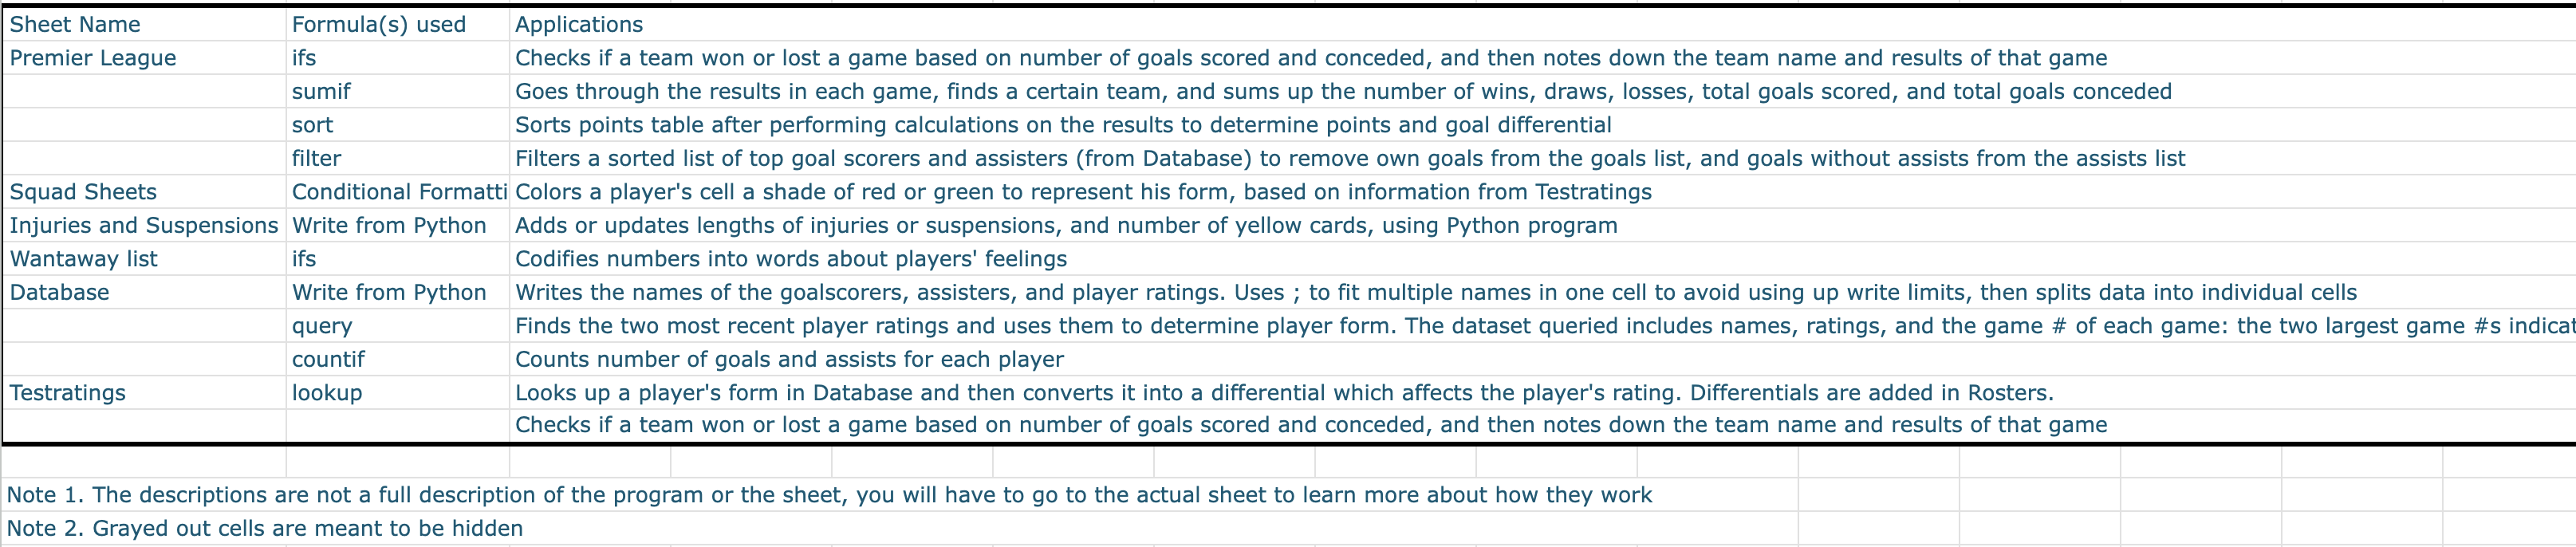 Sheet Name Formula(s) used Applications
Premier League ifs Checks if a team won or lost a game based on number of goals scored and conceded, and then notes down the team name and results of that game
sumif Goes through the results in each game, finds a certain team, and sums up the number of wins, draws, losses, total goals scored, and total goals conceded
sort Sorts points table after performing calculations on the results to determine points and goal differential
filter Filters a sorted list of top goal scorers and assisters (from Database) to remove own goals from the goals list, and goals without assists from the assists list
Squad Sheets Conditional Formatti Colors a player's cell a shade of red or green to represent his form, based on information from Testratings
Injuries and Suspensions Write from Python Adds or updates lengths of injuries or suspensions, and number of yellow cards, using Python program
Wantaway list ifs Codifies numbers into words about players' feelings
Database Write from Python Writes the names of the goalscorers, assisters, and player ratings. Uses ; to fit multiple names in one cell to avoid using up write limits, then splits data into individual cells
query Finds the two most recent player ratings and uses them to determine player form. The dataset queried includes names, ratings, and the game # of each game: the two largest game #s indicat
countif Counts number of goals and assists for each player
Testratings lookup Looks up a player's form in Database and then converts it into a differential which affects the player's rating. Differentials are added in Rosters.
Checks if a team won or lost a game based on number of goals scored and conceded, and then notes down the team name and results of that game
Note 1. The descriptions are not a full description of the program or the sheet, you will have to go to the actual sheet to learn more about how they work
Note 2. Grayed out cells are meant to be hidden